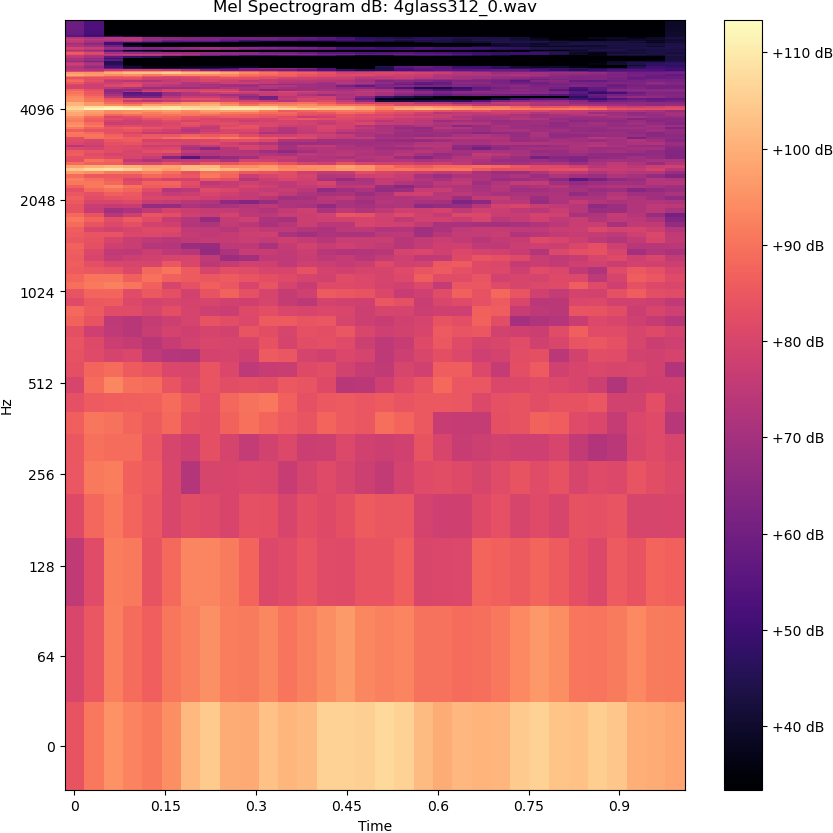 Mel Spectrogram dB: 4glass312_0.wav
+110 dB
4096
+100 dB
2048
+90 dB
1024
+80 dB
512
Hz
+70 dB
256
+60 dB
128
+50 dB
64
+40 dB
0
0 0.15 0.3 0.45 0.6 0.75 0.9
Time